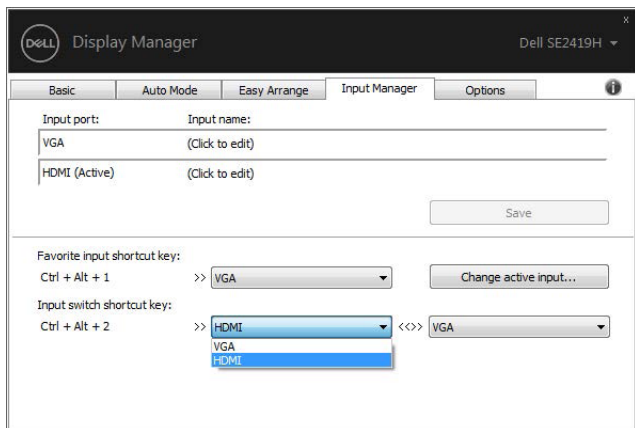 x
DELL Display Manager Dell SE2419H
Basic Auto Mode Easy Arrange Input Manager Options i
Input port: Input name:
VGA (Click to edit)
HDMI (Active) (Click to edit)
Save
Favorite input shortcut key:
Ctrl + Alt + 1 >> VGA Change active input...
Input switch shortcut key:
Ctrl + Alt + 2 >> HDMI <<>> VGA
VGA
HDMI